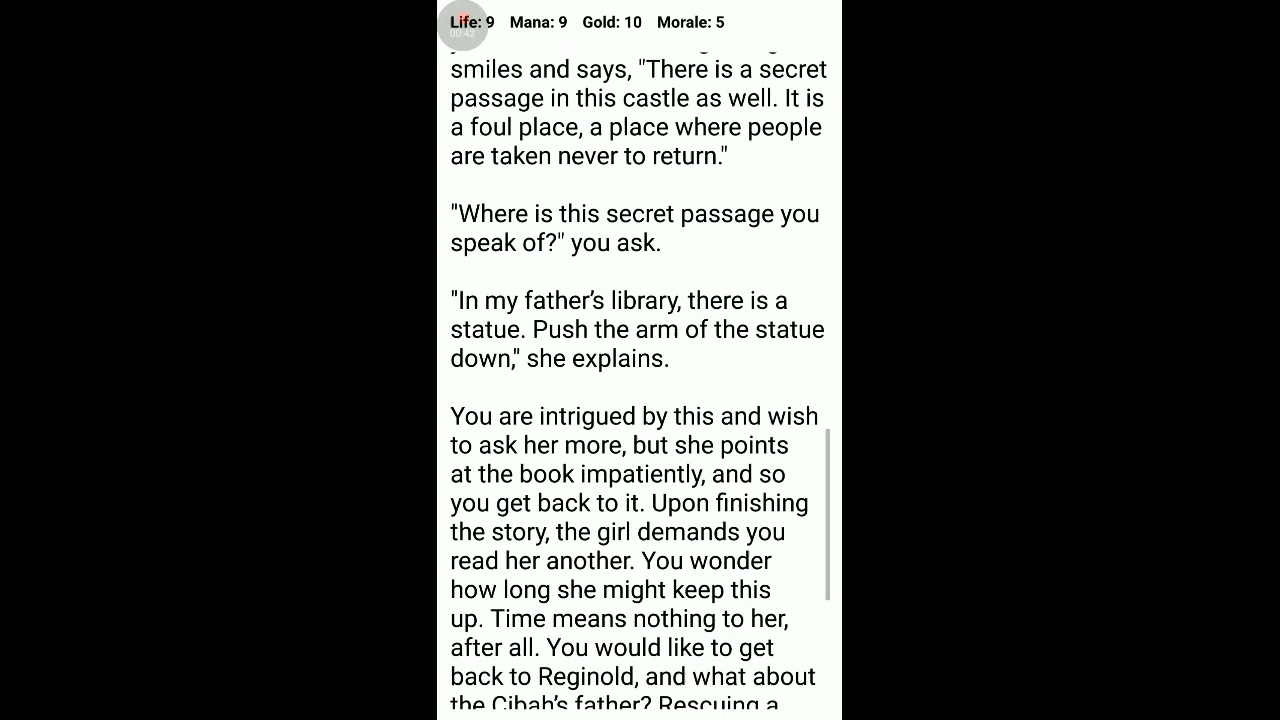 Life: 9 Mana: 9 Gold: 10 Morale: 5
00:42
smiles and says, "There is a secret
passage in this castle as well. It is
a foul place, a place where people
are taken never to return."
"Where is this secret passage you
speak of?" you ask.
"In my father’s library, there is a
statue. Push the arm of the statue
down," she explains.
You are intrigued by this and wish
to ask her more, but she points
at the book impatiently, and so
you get back to it. Upon finishing
the story, the girl demands you
read her another. You wonder
how long she might keep this
up. Time means nothing to her,
after all. You would like to get
back to Reginold, and what about
the Cibah’s father? Rescuing a